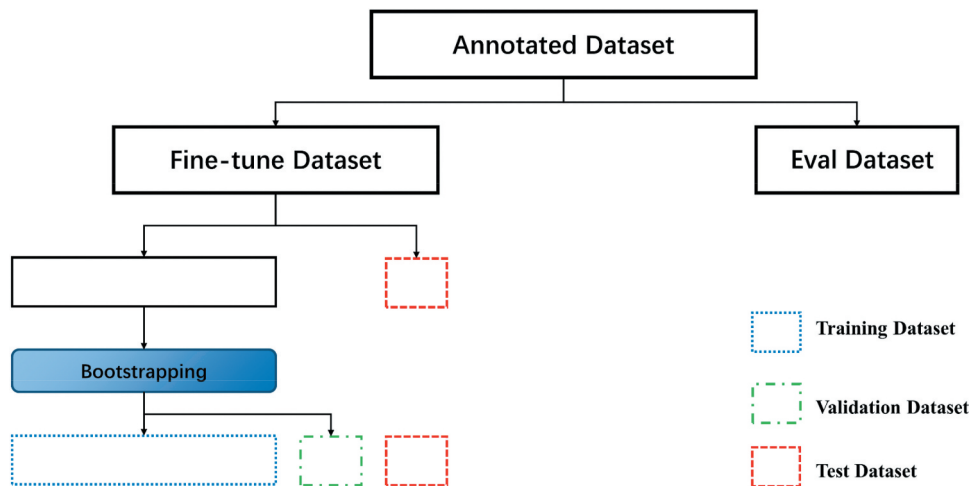 Annotated Dataset
Fine-tune Dataset
Eval Dataset
Bootstrapping
Training Dataset
Validation Dataset
Test Dataset